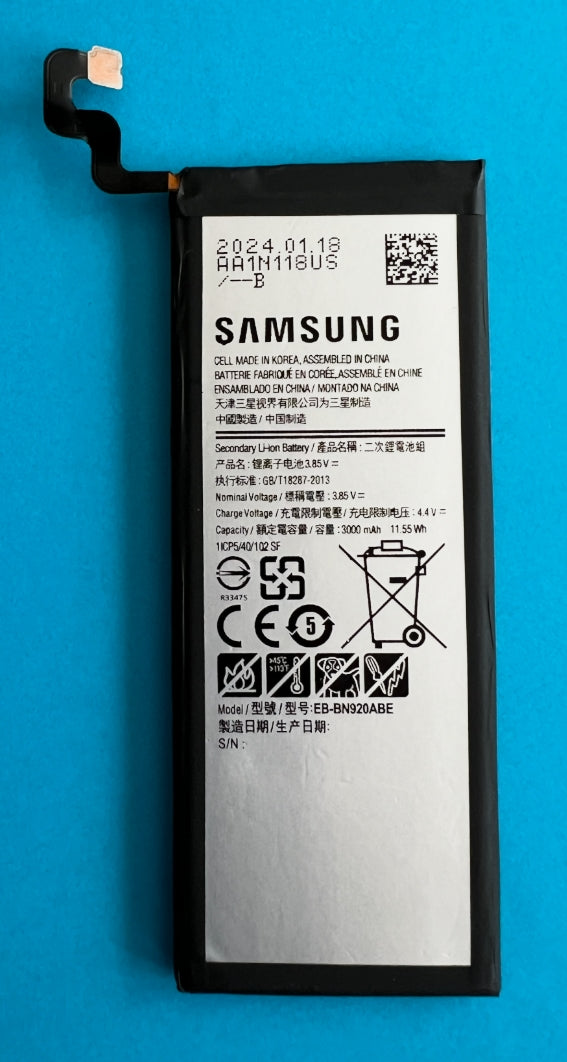 2024.01.18
AA1N118US
/--B
SAMSUNG
CELL MADE IN KOREA, ASSEMBLED IN CHINA
BATTERIE FABRIQUÉ EN CORÉE, ASSEMBLÉ EN CHINE
ENSAMBLADO EN CHINA / MONTADO NA CHINA
天津三星视界有限公司为三星制造
中國製造 / 中国制造
Secondary Li-ion Battery / 產品名稱 : 二次鋰電池組
产品名 : 锂离子电池 3.85 V ⎓
执行标准 : GB/T18287-2013
Nominal Voltage / 標稱電壓 : 3.85 V ⎓
Charge Voltage / 充電限制電壓 / 充电限制电压 : 4.4 V ⎓
Capacity / 額定電容量 / 容量 : 3000 mAh 11.55 Wh
1ICP5/40/102 SF
R33475
CE 5
>45°C
>113°F
Model / 型號 / 型号: EB-BN920ABE
製造日期/生产日期:
S/N :